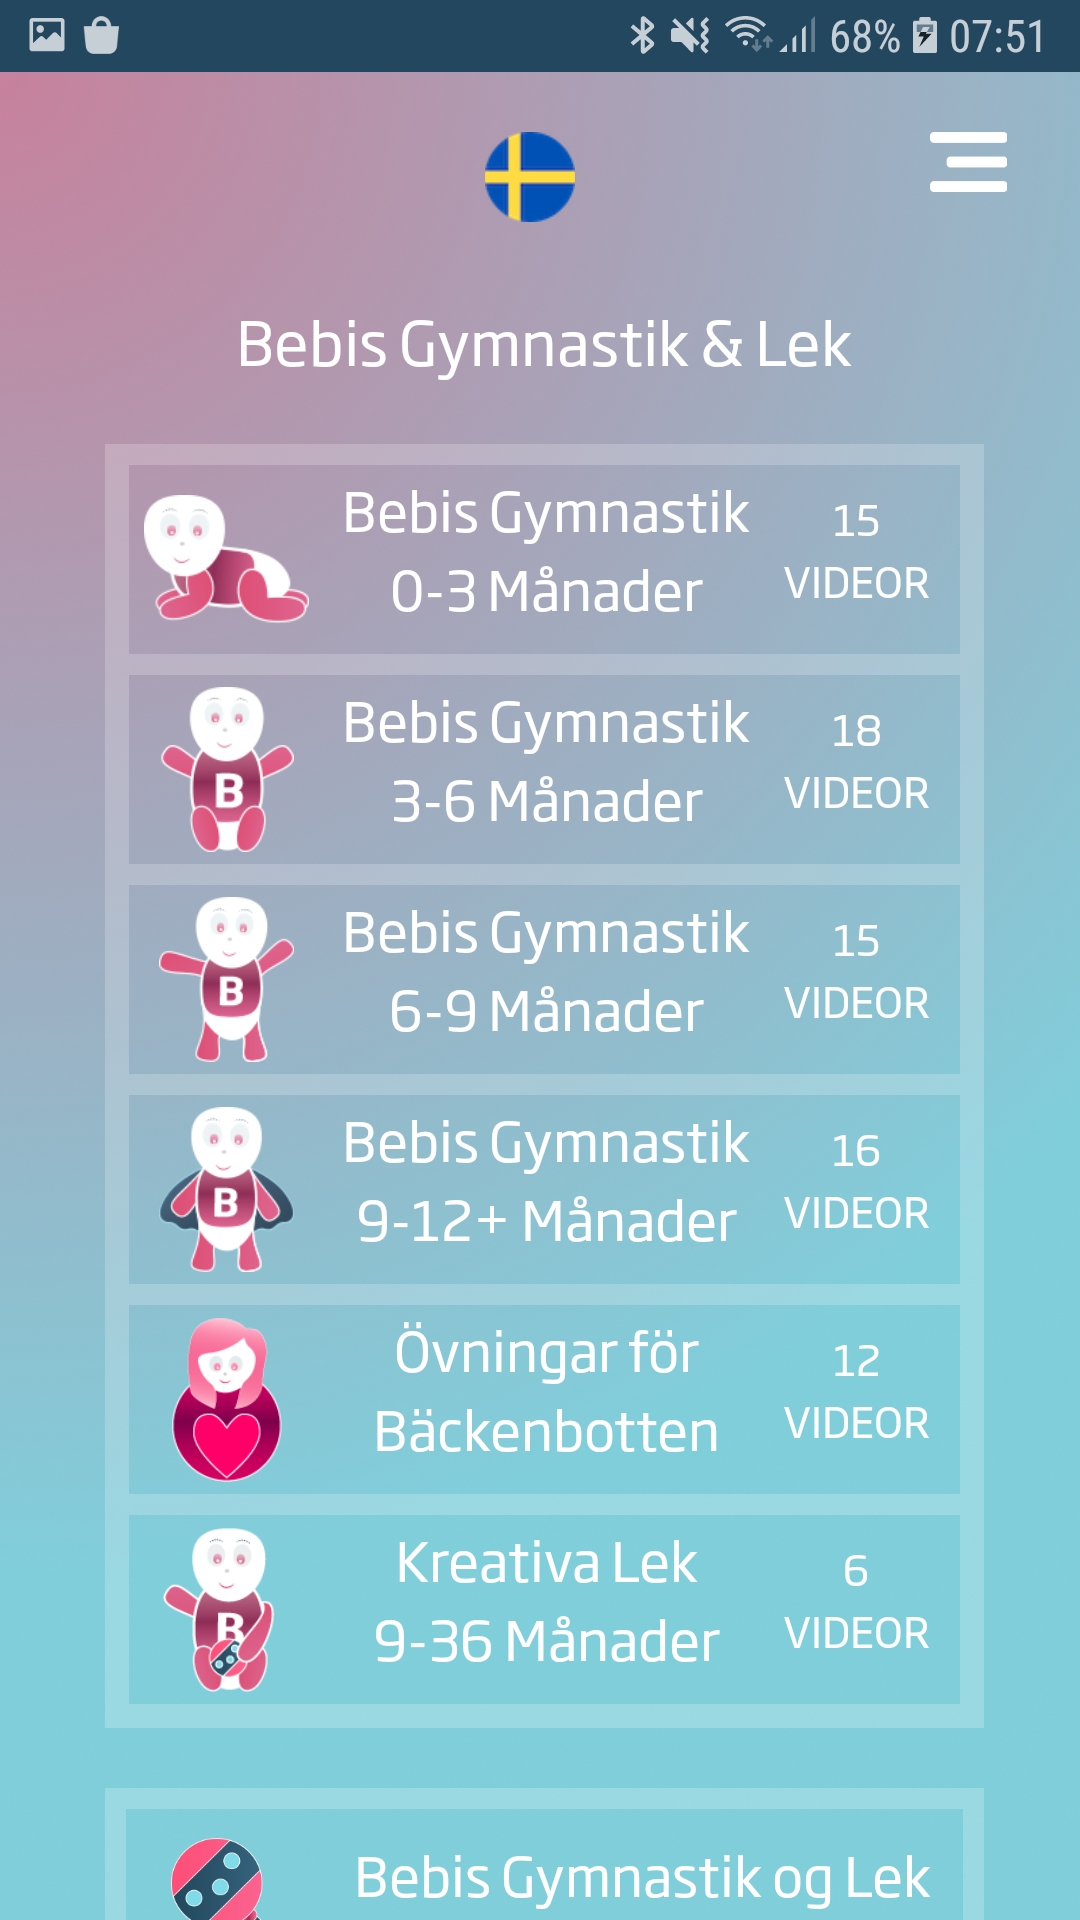 68% 07:51
Bebis Gymnastik & Lek
Bebis Gymnastik
0-3 Månader
15
VIDEOR
B
Bebis Gymnastik
3-6 Månader
18
VIDEOR
B
Bebis Gymnastik
6-9 Månader
15
VIDEOR
B
Bebis Gymnastik
9-12+ Månader
16
VIDEOR
Övningar för
Bäckenbotten
12
VIDEOR
B
Kreativa Lek
9-36 Månader
6
VIDEOR
Bebis Gymnastik og Lek